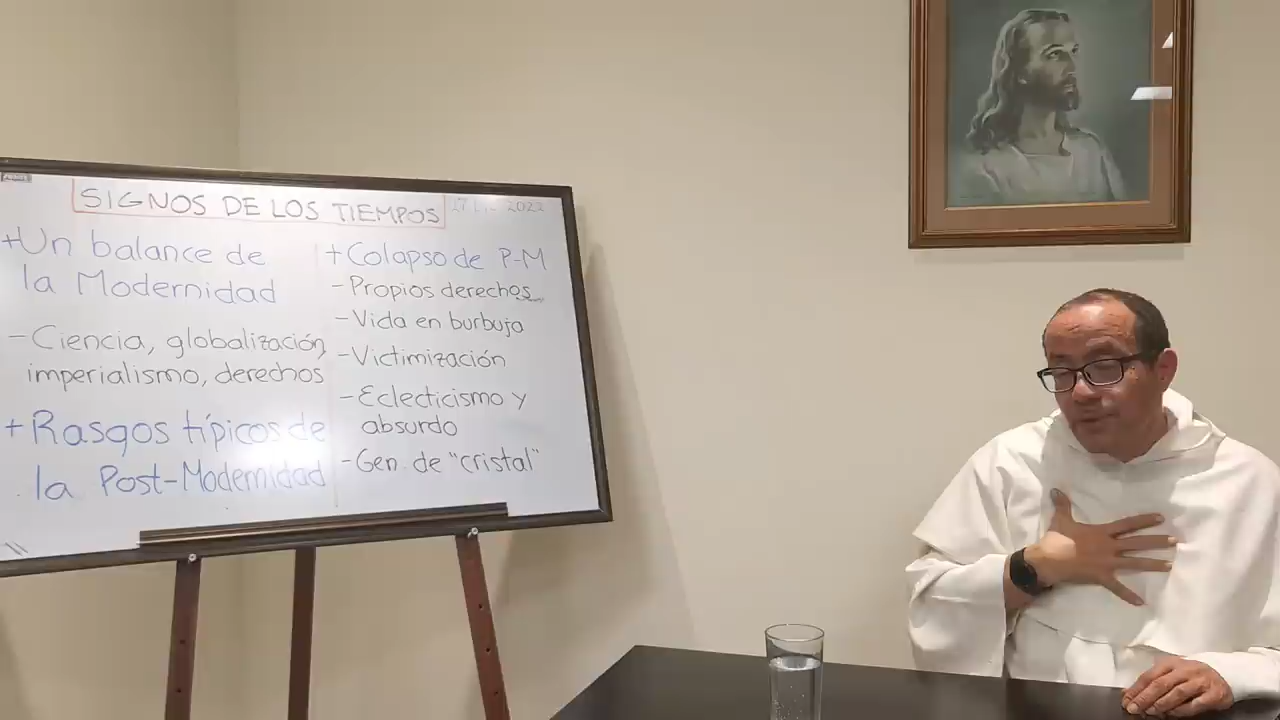 SIGNOS DE LOS TIEMPOS
2022
+Un balance de
la Modernidad
-Ciencia, globalización,
imperialismo, derechos
+Rasgos típicos de
la Post-Modernidad
+Colapso de P-M
-Propios derechos
-Vida en burbuja
-Victimización
-Eclecticismo y
absurdo
-Gen. de "cristal"